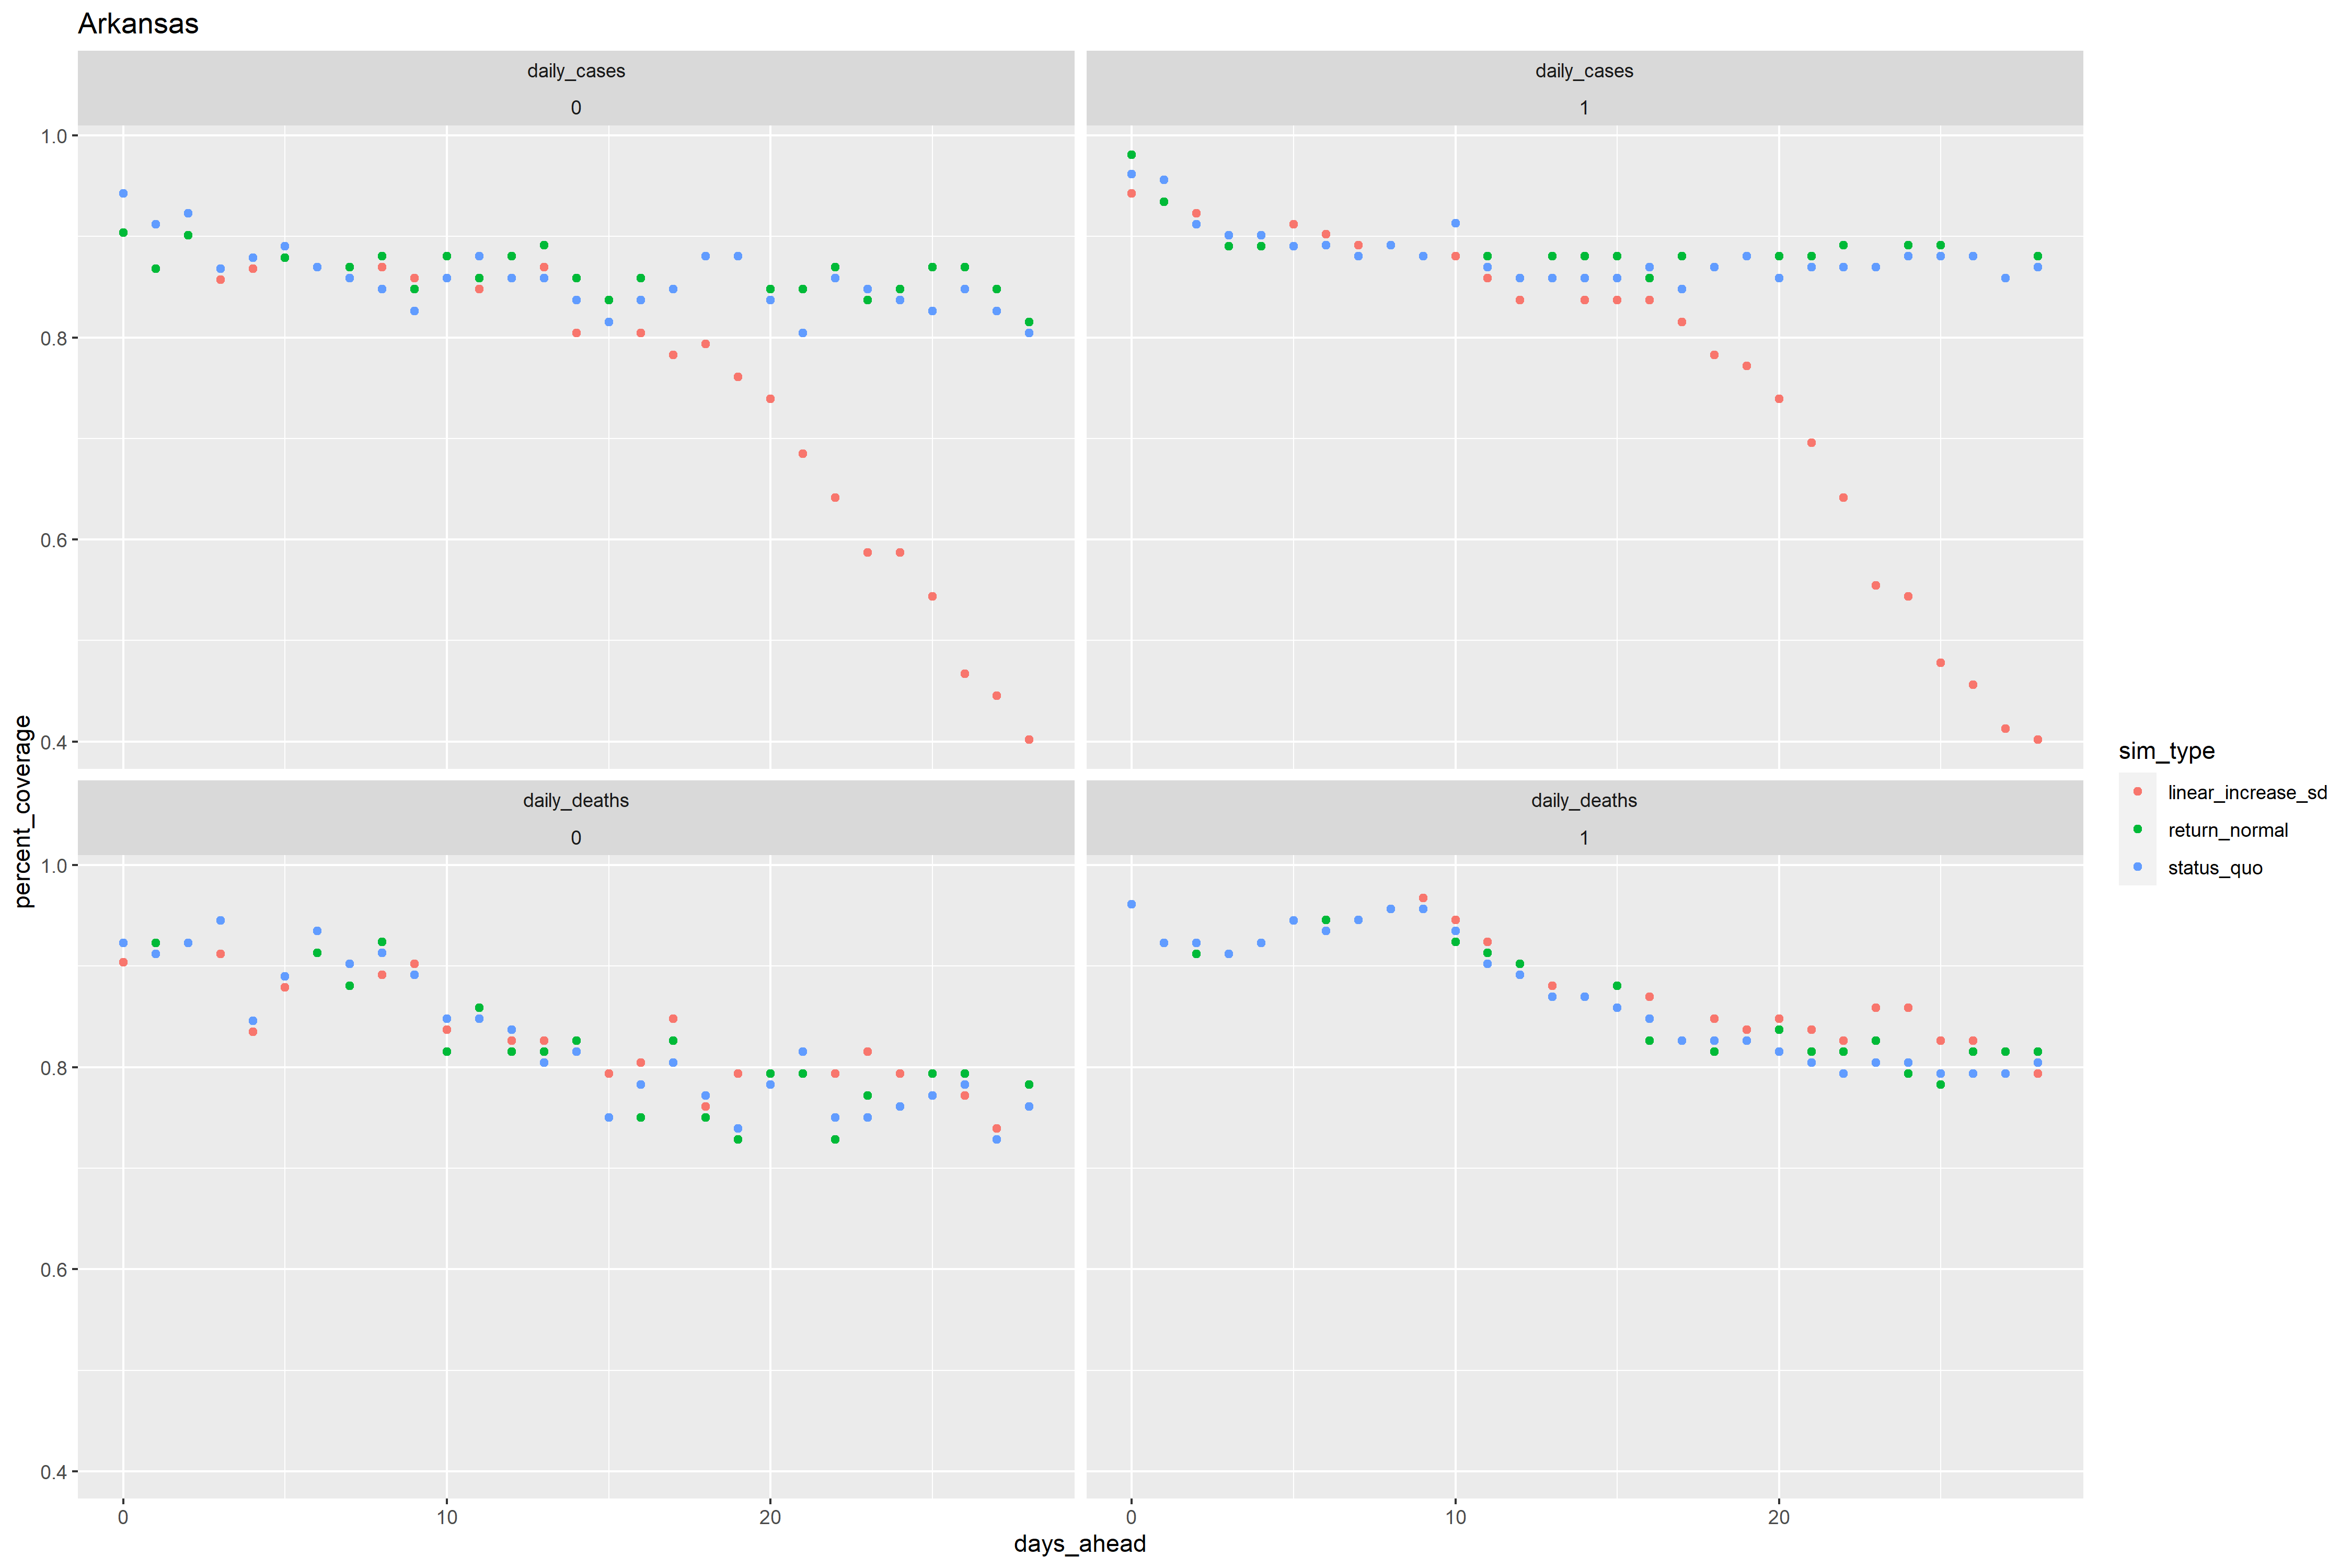 Arkansas
daily_cases
0
daily_cases
1
1.0
0.8
0.6
0.4
daily_deaths
0
daily_deaths
1
1.0
0.8
0.6
0.4
0
10
20
0
10
20
days_ahead
percent_coverage
sim_type
linear_increase_sd
return_normal
status_quo